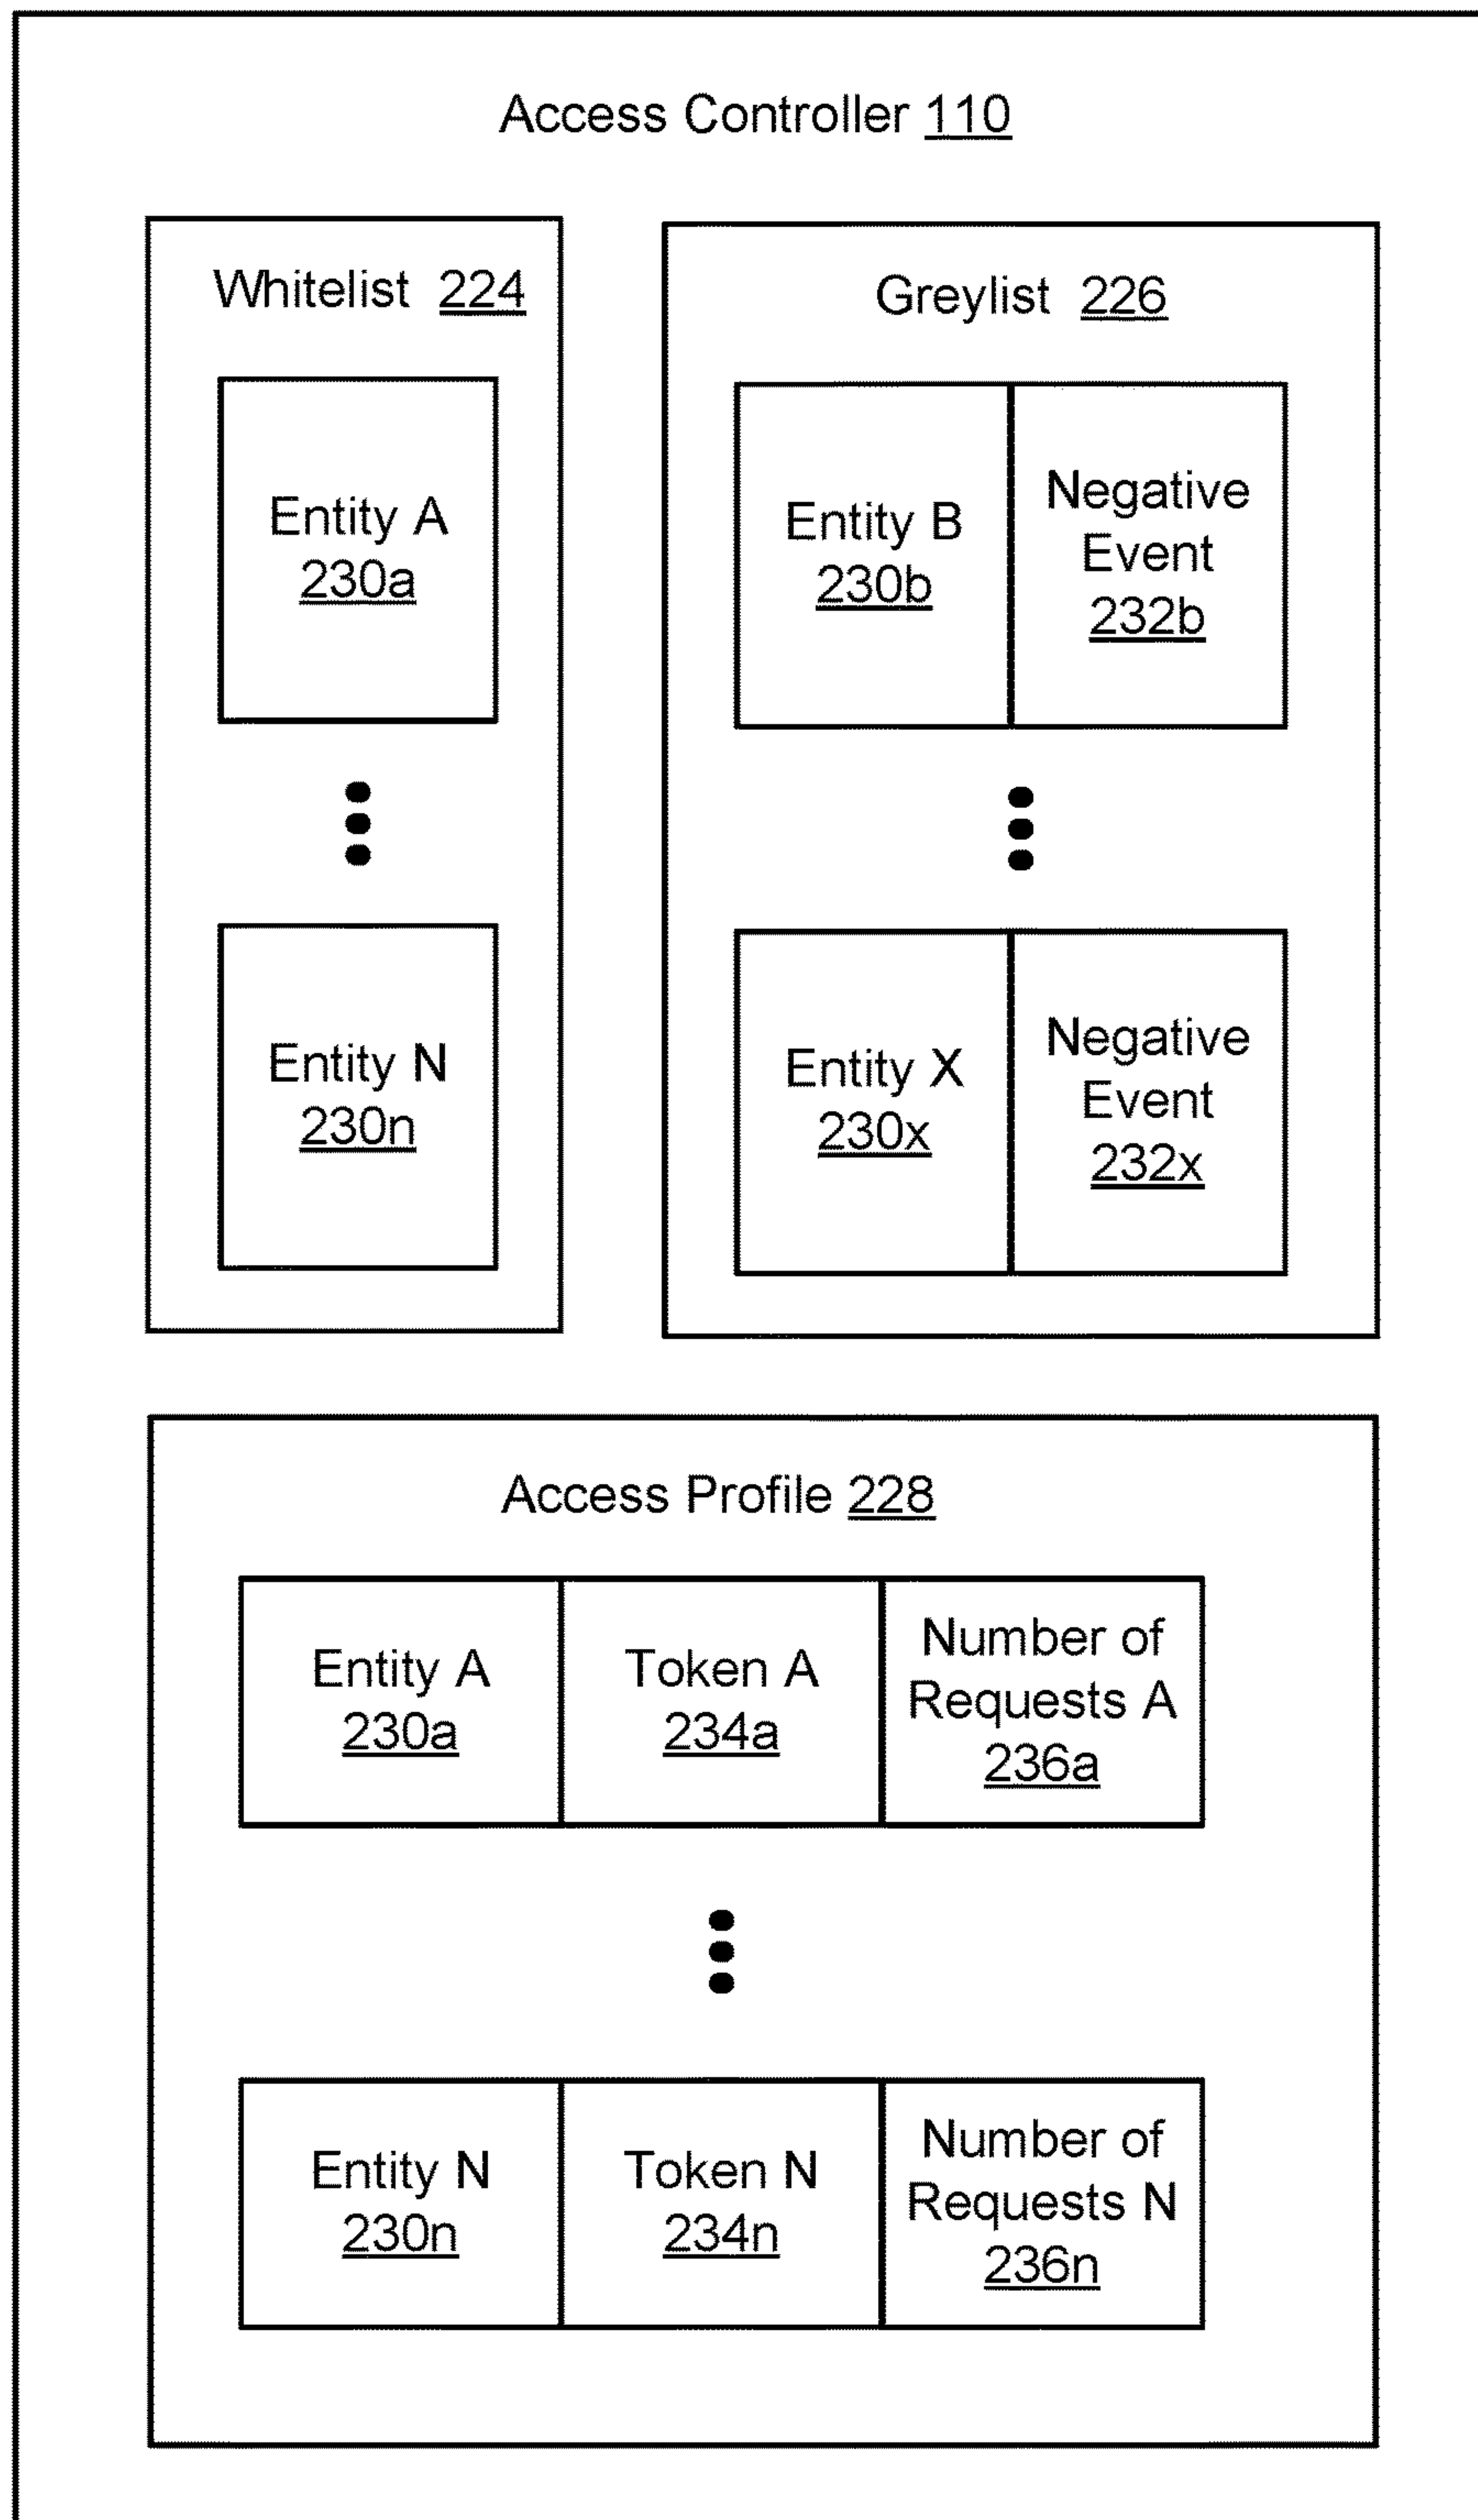 Access Controller 110
Whitelist 224
Entity A
230a
Entity N
230n
Greylist 226
Entity B
230b
Negative
Event
232b
Entity X
230x
Negative
Event
232x
Access Profile 228
Entity A
230a
Token A
234a
Number of
Requests A
236a
Entity N
230n
Token N
234n
Number of
Requests N
236n